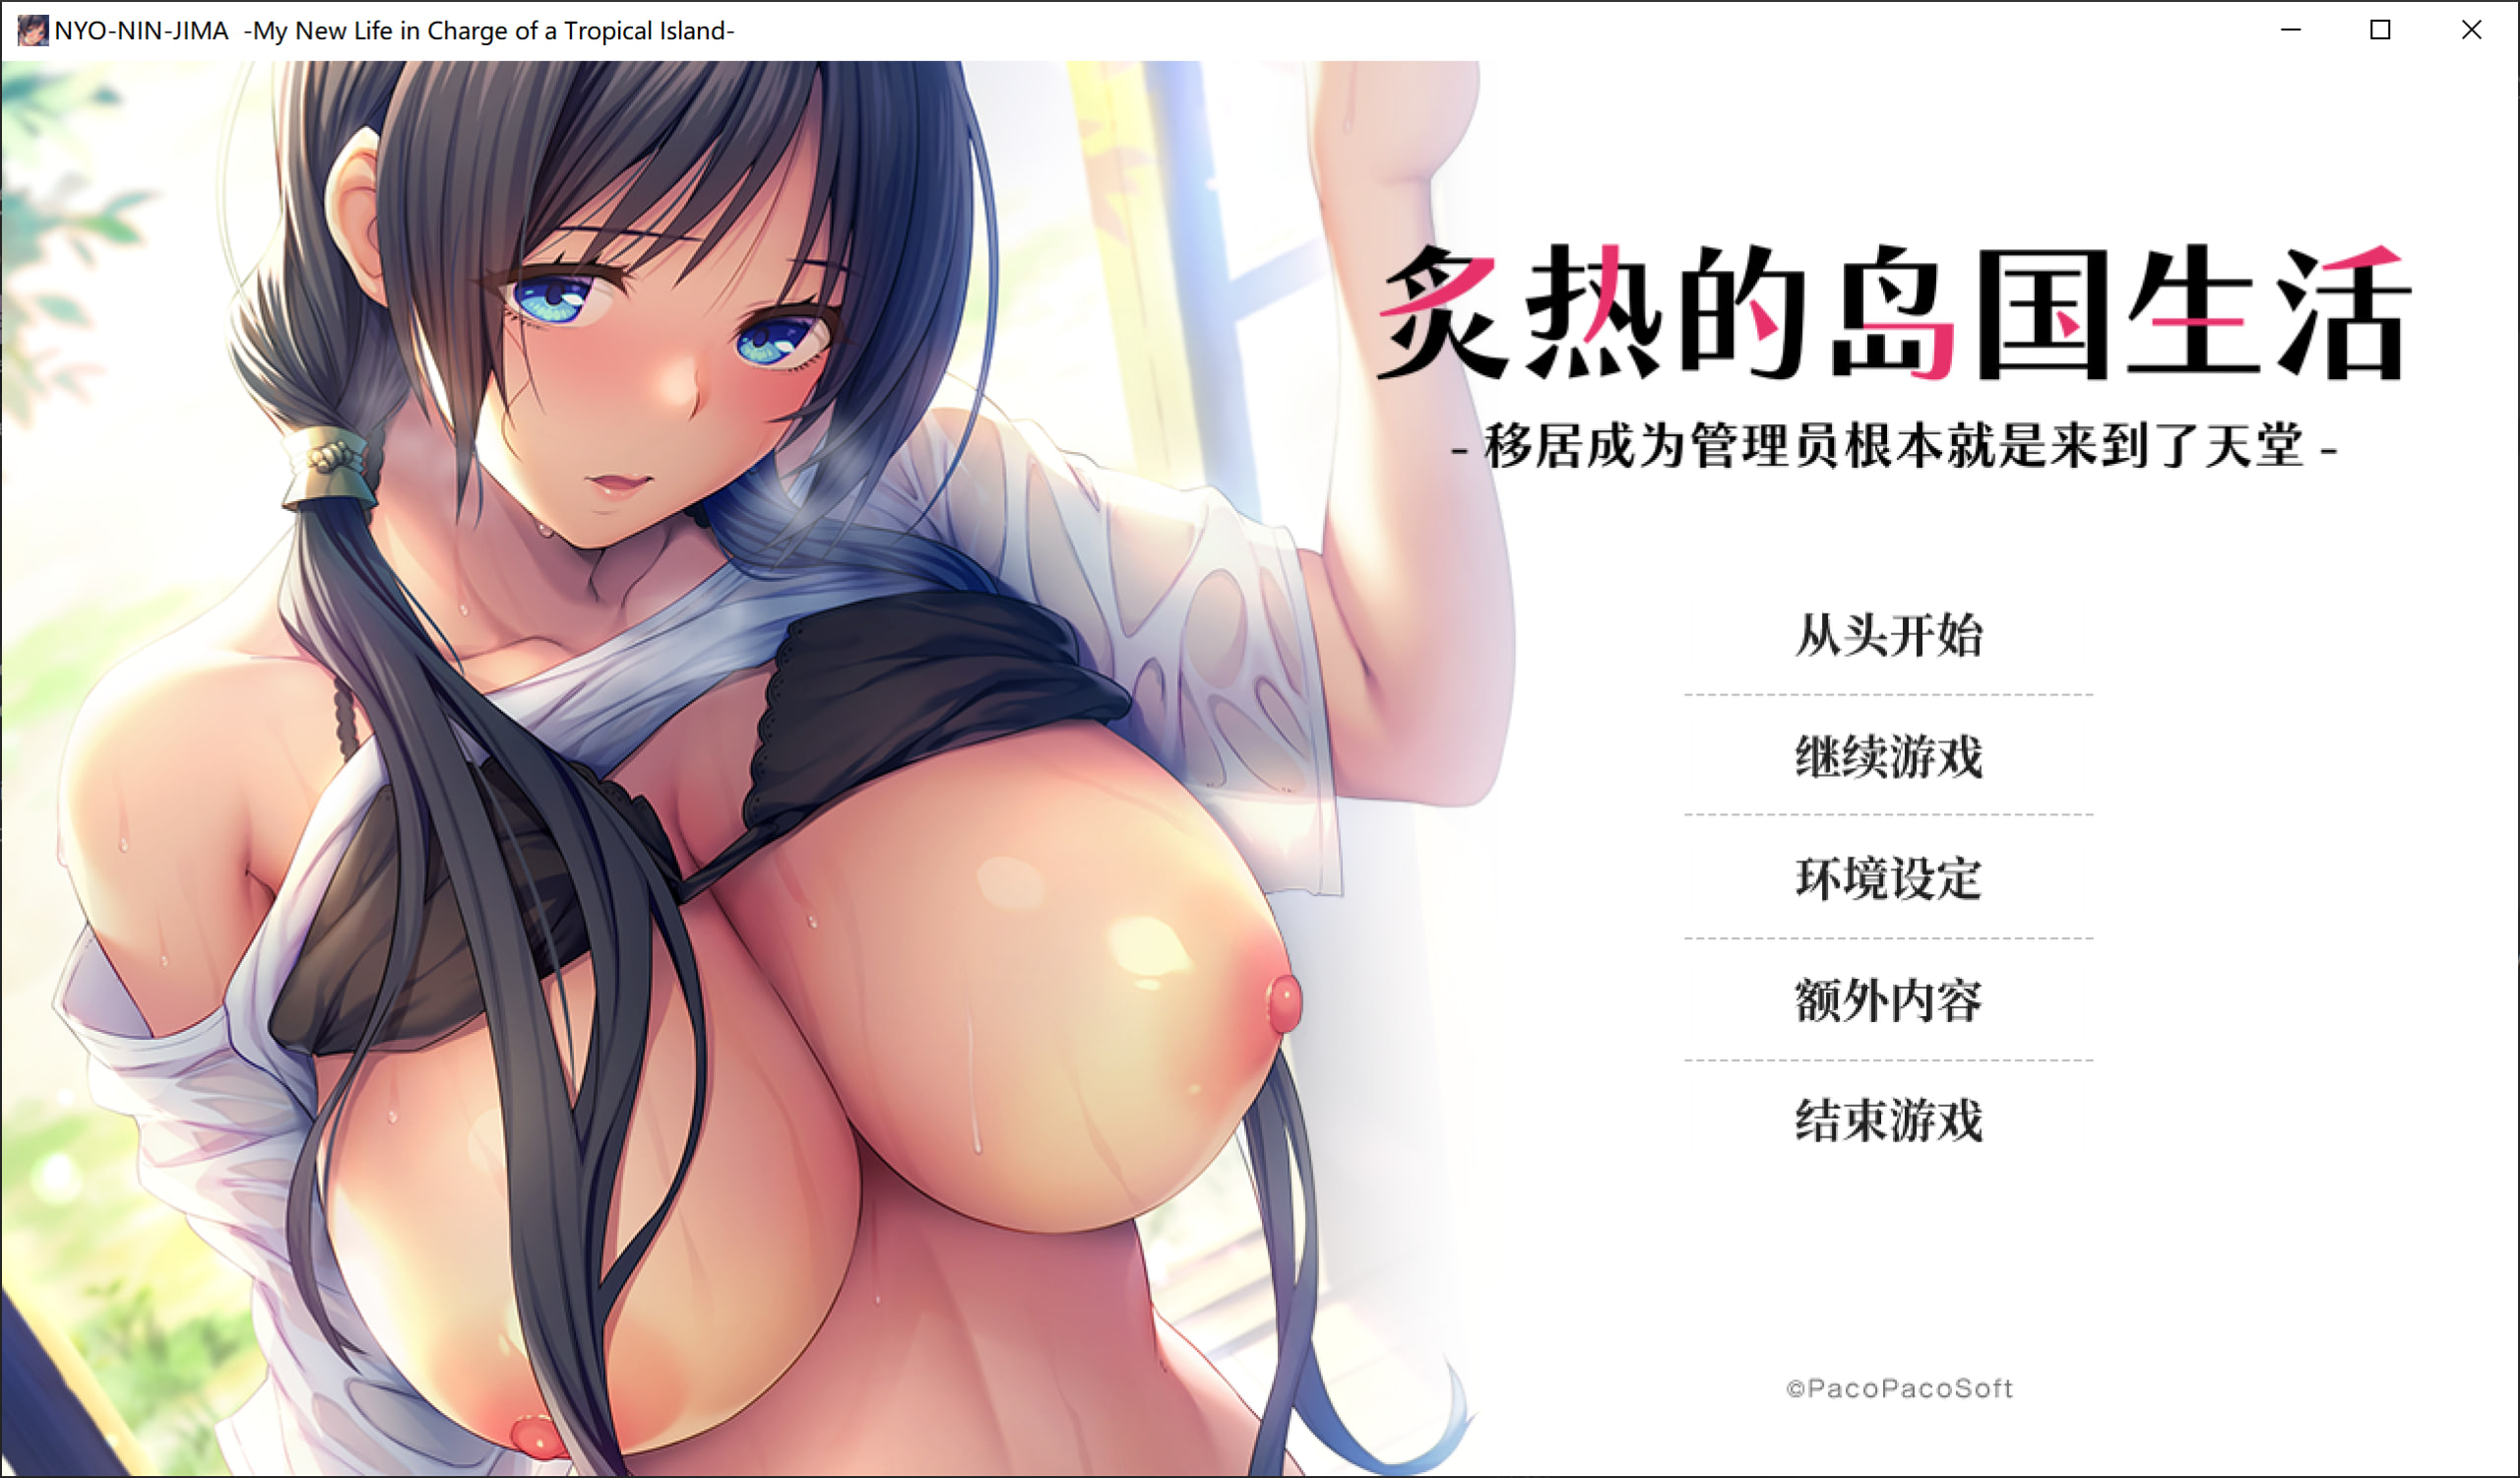 NYO-NIN-JIMA -My New Life in Charge of a Tropical Island-
炙热的岛国生活
- 移居成为管理员根本就是来到了天堂 -
从头开始
继续游戏
环境设定
额外内容
结束游戏
©PacoPacoSoft